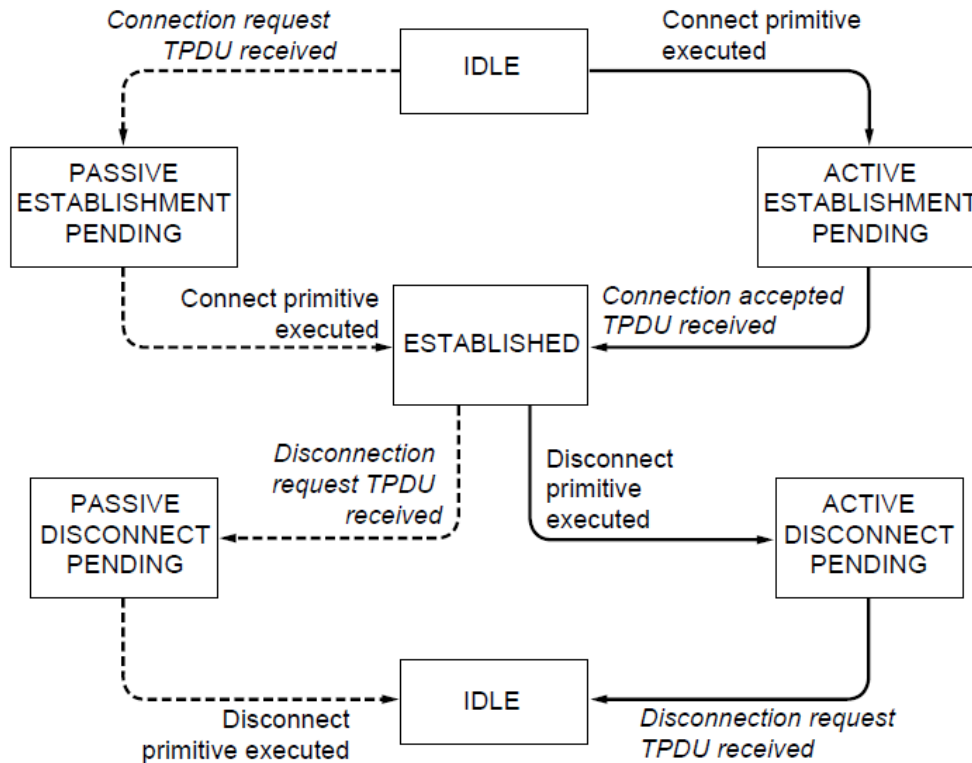 Connection request
TPDU received
IDLE
Connect primitive
executed
PASSIVE
ESTABLISHMENT
PENDING
ACTIVE
ESTABLISHMENT
PENDING
Connect primitive
executed
ESTABLISHED
Connection accepted
TPDU received
Disconnection
request TPDU
received
Disconnect
primitive
executed
PASSIVE
DISCONNECT
PENDING
ACTIVE
DISCONNECT
PENDING
IDLE
Disconnect
primitive executed
Disconnection request
TPDU received